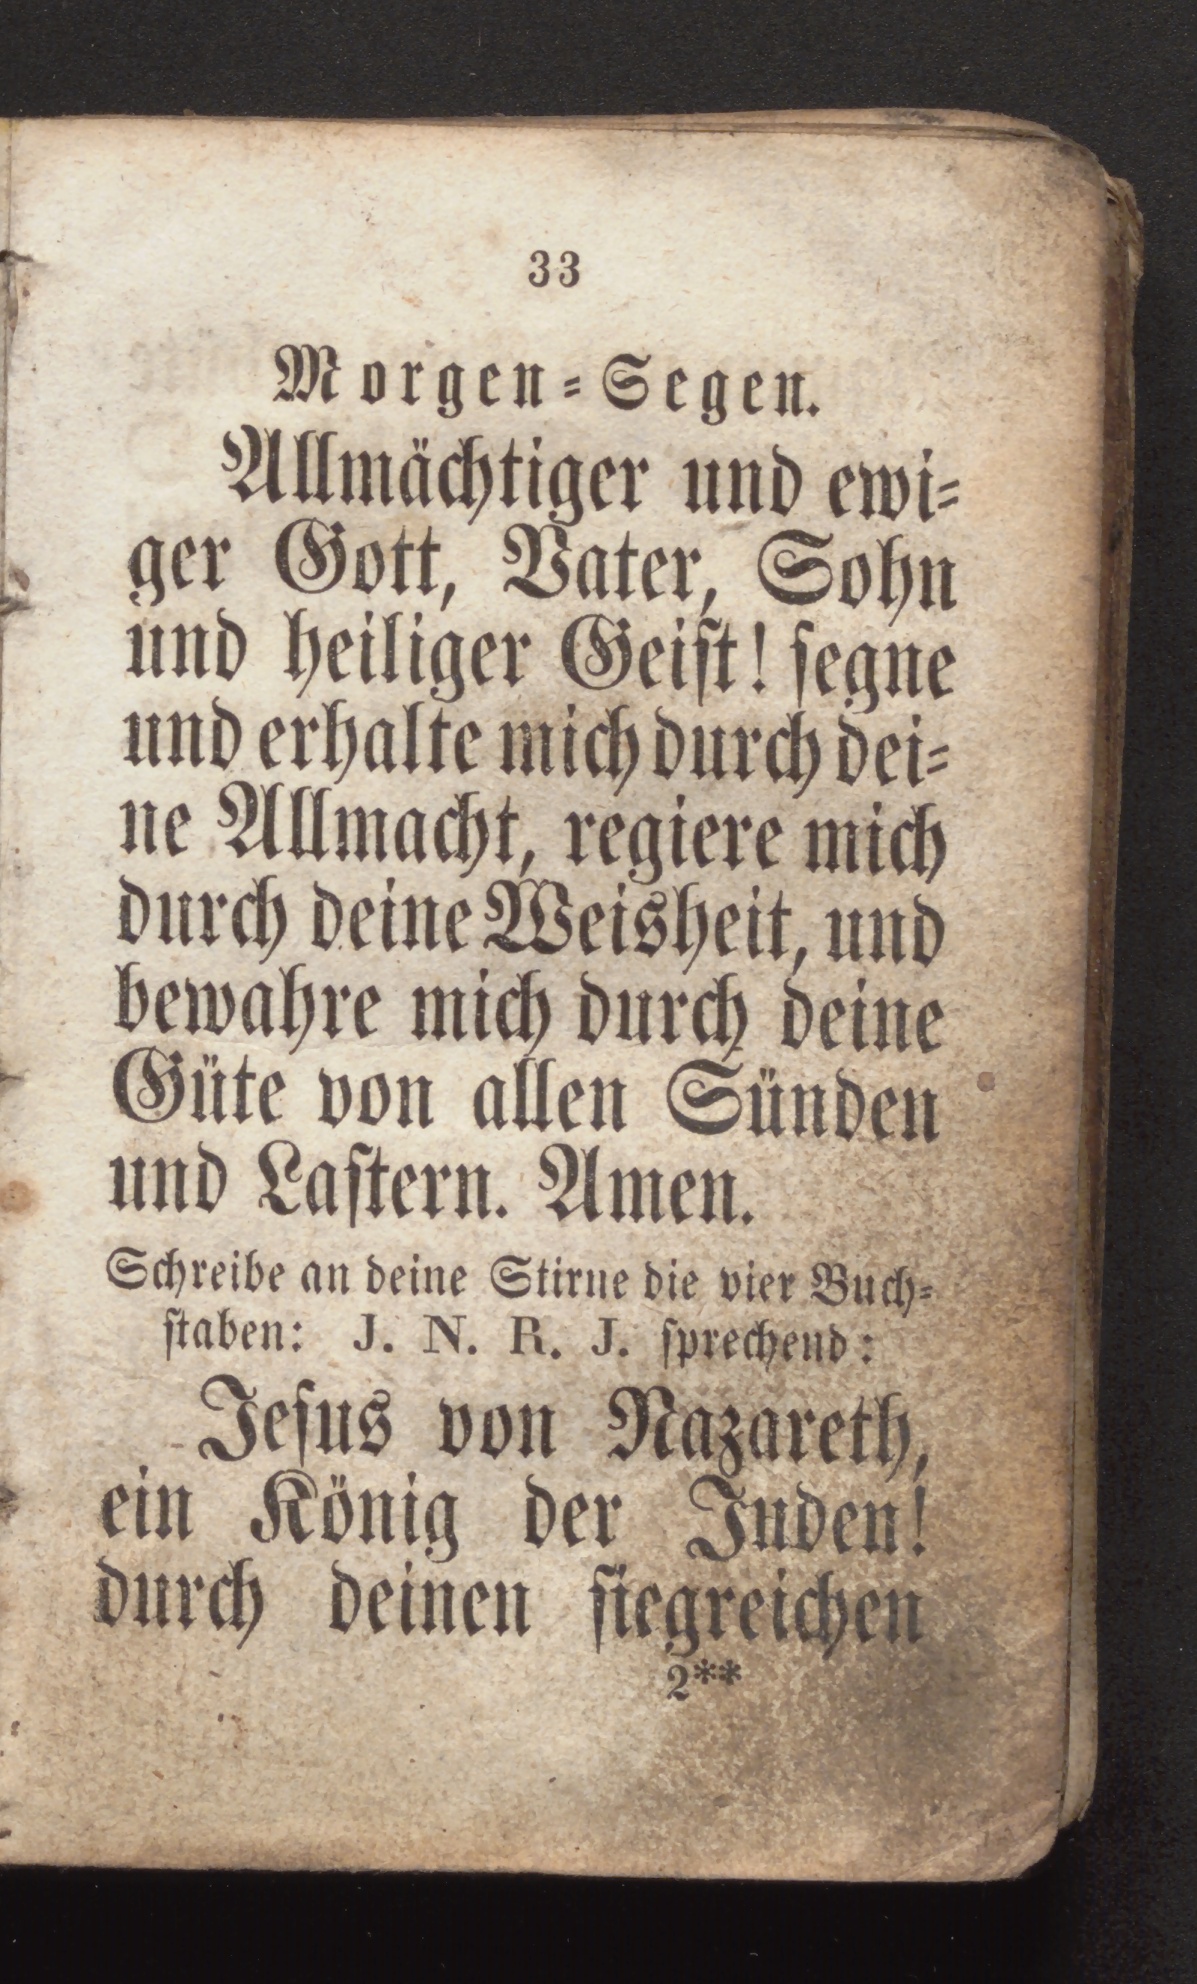 33
Morgen-Segen.
Allmächtiger und ewi-
ger Gott, Vater, Sohn
und heiliger Geist! segne
und erhalte mich durch dei-
ne Allmacht, regiere mich
durch deine Weisheit, und
bewahre mich durch deine
Güte von allen Sünden
und Lastern. Amen.
Schreibe an deine Stirne die vier Buch-
staben: J. N. R. J. sprechend:
Jesus von Nazareth,
ein König der Juden!
durch deinen siegreichen
2**